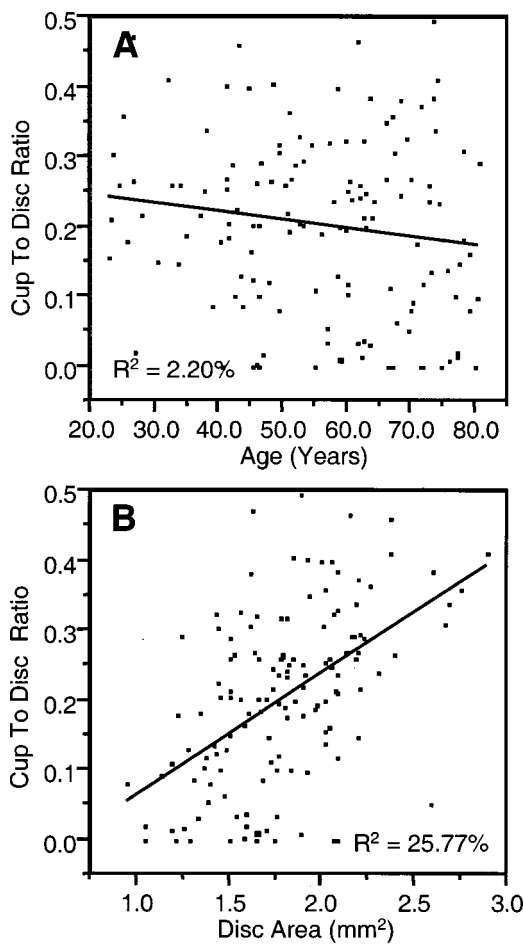 A
0.5
0.4
0.3
0.2
0.1
0.0
Cup To Disc Ratio
R² = 2.20%
20.0 30.0 40.0 50.0 60.0 70.0 80.0
Age (Years)
B
0.5
0.4
0.3
0.2
0.1
0.0
Cup To Disc Ratio
R² = 25.77%
1.0 1.5 2.0 2.5 3.0
Disc Area (mm²)